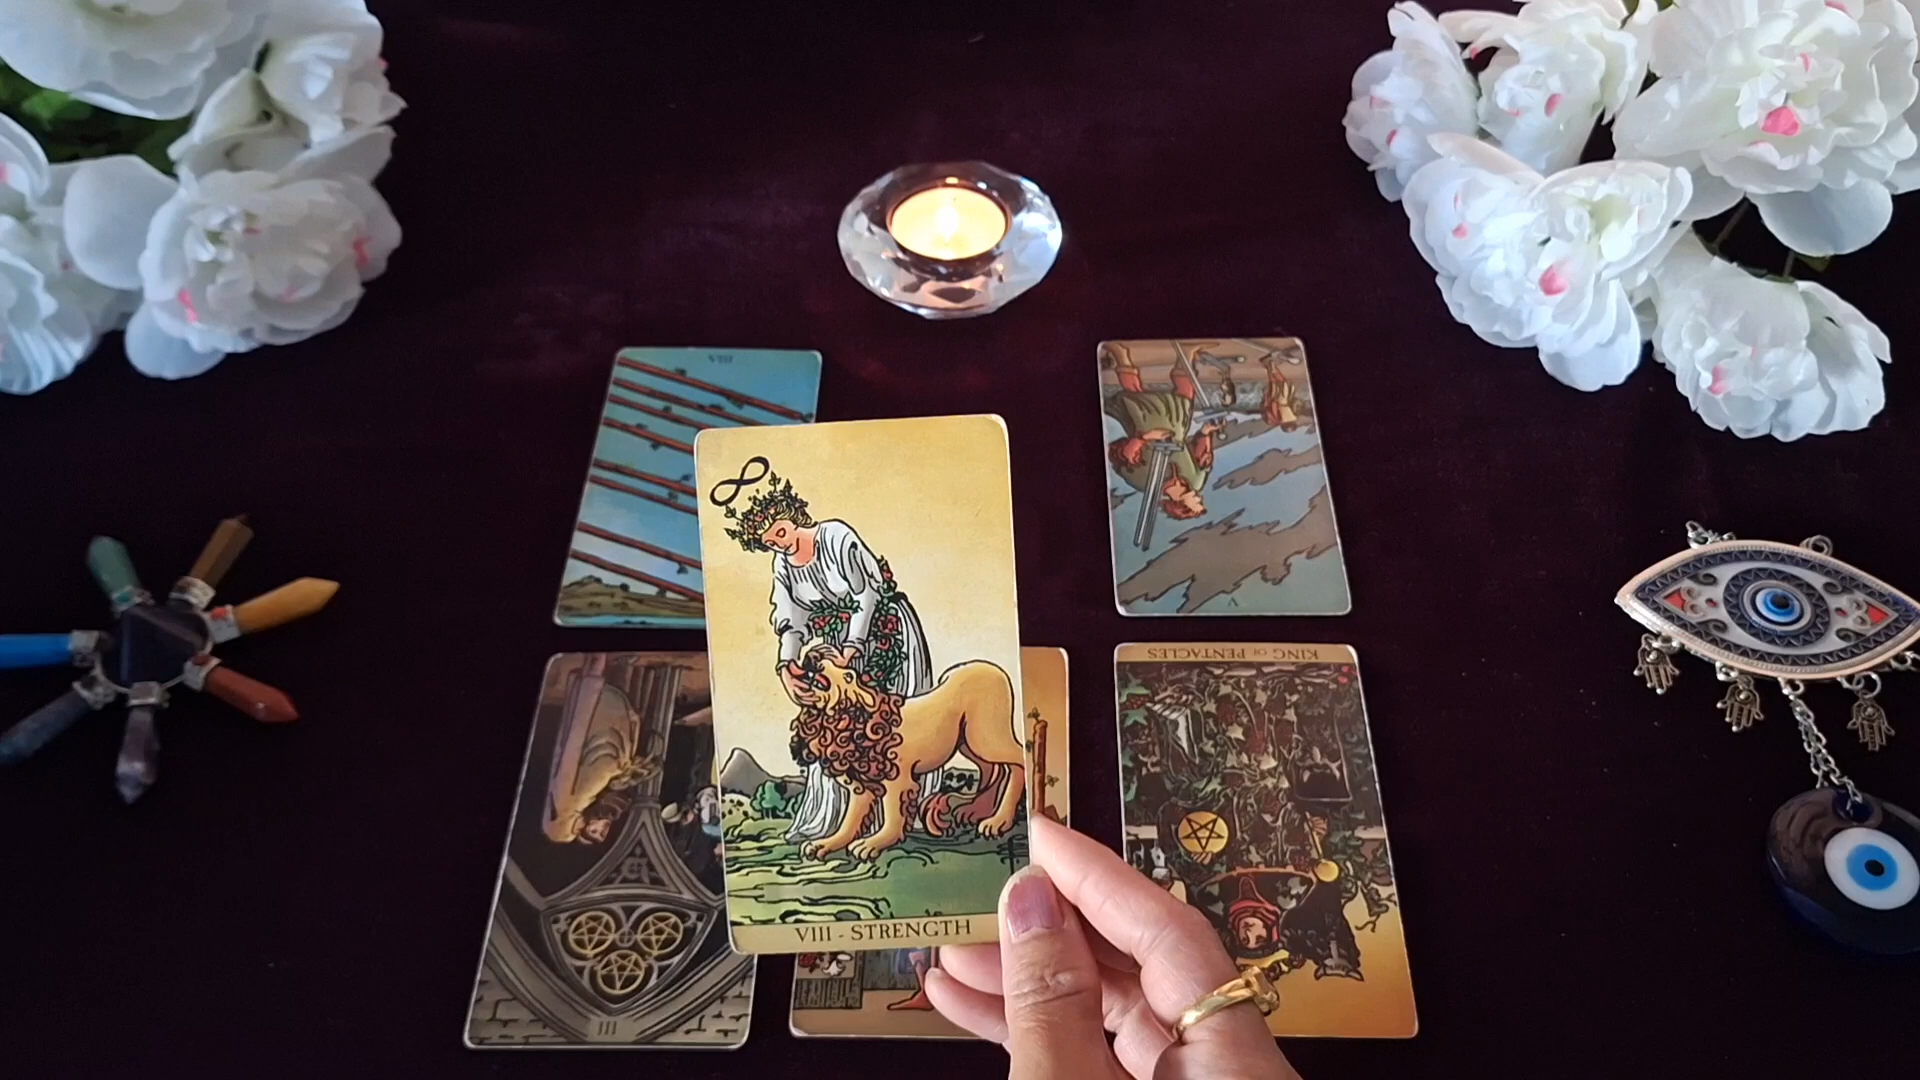 VIII
V
KING OF PENTACLES
VIII - STRENGTH
III